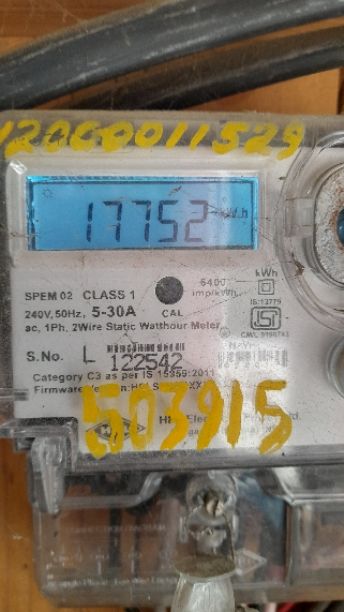 12000011529
17752 kWh
kWh
SPEM 02 CLASS 1
6400
imp/kWh
240V, 50Hz, 5-30A
CAL
IS:13779
ac, 1Ph, 2Wire Static Watthour Meter
S.No. L 122542
Category C3 as per IS 15959:2011
503915